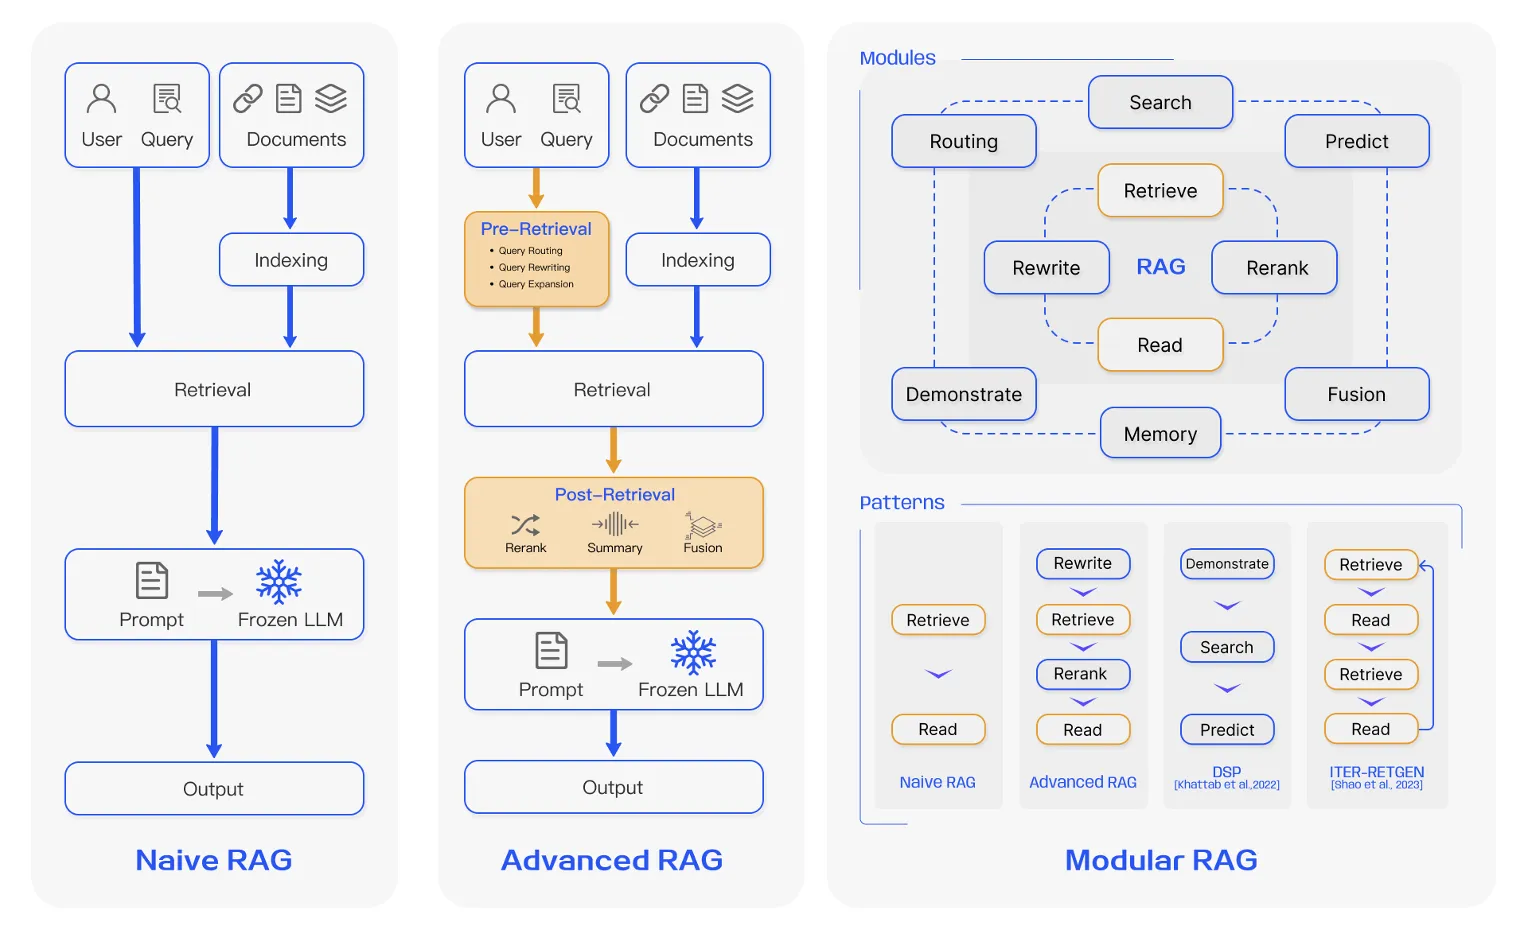 User
Query
Documents
Indexing
Retrieval
Prompt
Frozen LLM
Output
Naive RAG
User
Query
Documents
Pre-Retrieval
• Query Routing
• Query Rewriting
• Query Expansion
Indexing
Retrieval
Post-Retrieval
Rerank
Summary
Fusion
Prompt
Frozen LLM
Output
Advanced RAG
Modules
Search
Routing
Predict
Retrieve
Rewrite
RAG
Rerank
Read
Demonstrate
Fusion
Memory
Patterns
Retrieve
Read
Naive RAG
Rewrite
Retrieve
Rerank
Read
Advanced RAG
Demonstrate
Search
Predict
DSP
[Khattab et al.,2022]
Retrieve
Read
Retrieve
Read
ITER-RETGEN
[Shao et al., 2023]
Modular RAG